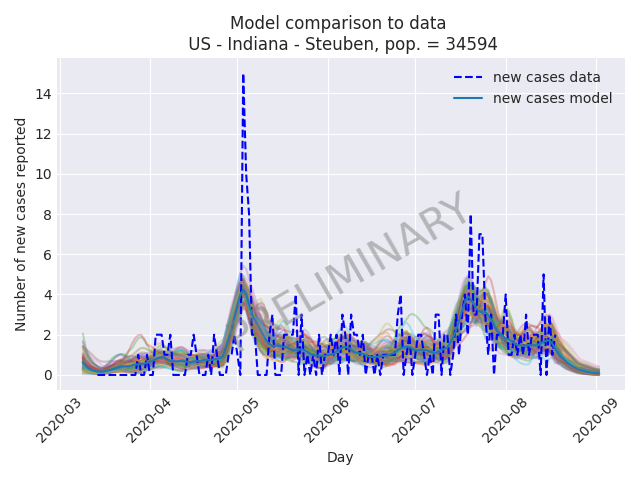 Model comparison to data
US - Indiana - Steuben, pop. = 34594
new cases data
new cases model
PRELIMINARY
Number of new cases reported
14
12
10
8
6
4
2
0
2020-03
2020-04
2020-05
2020-06
2020-07
2020-08
2020-09
Day